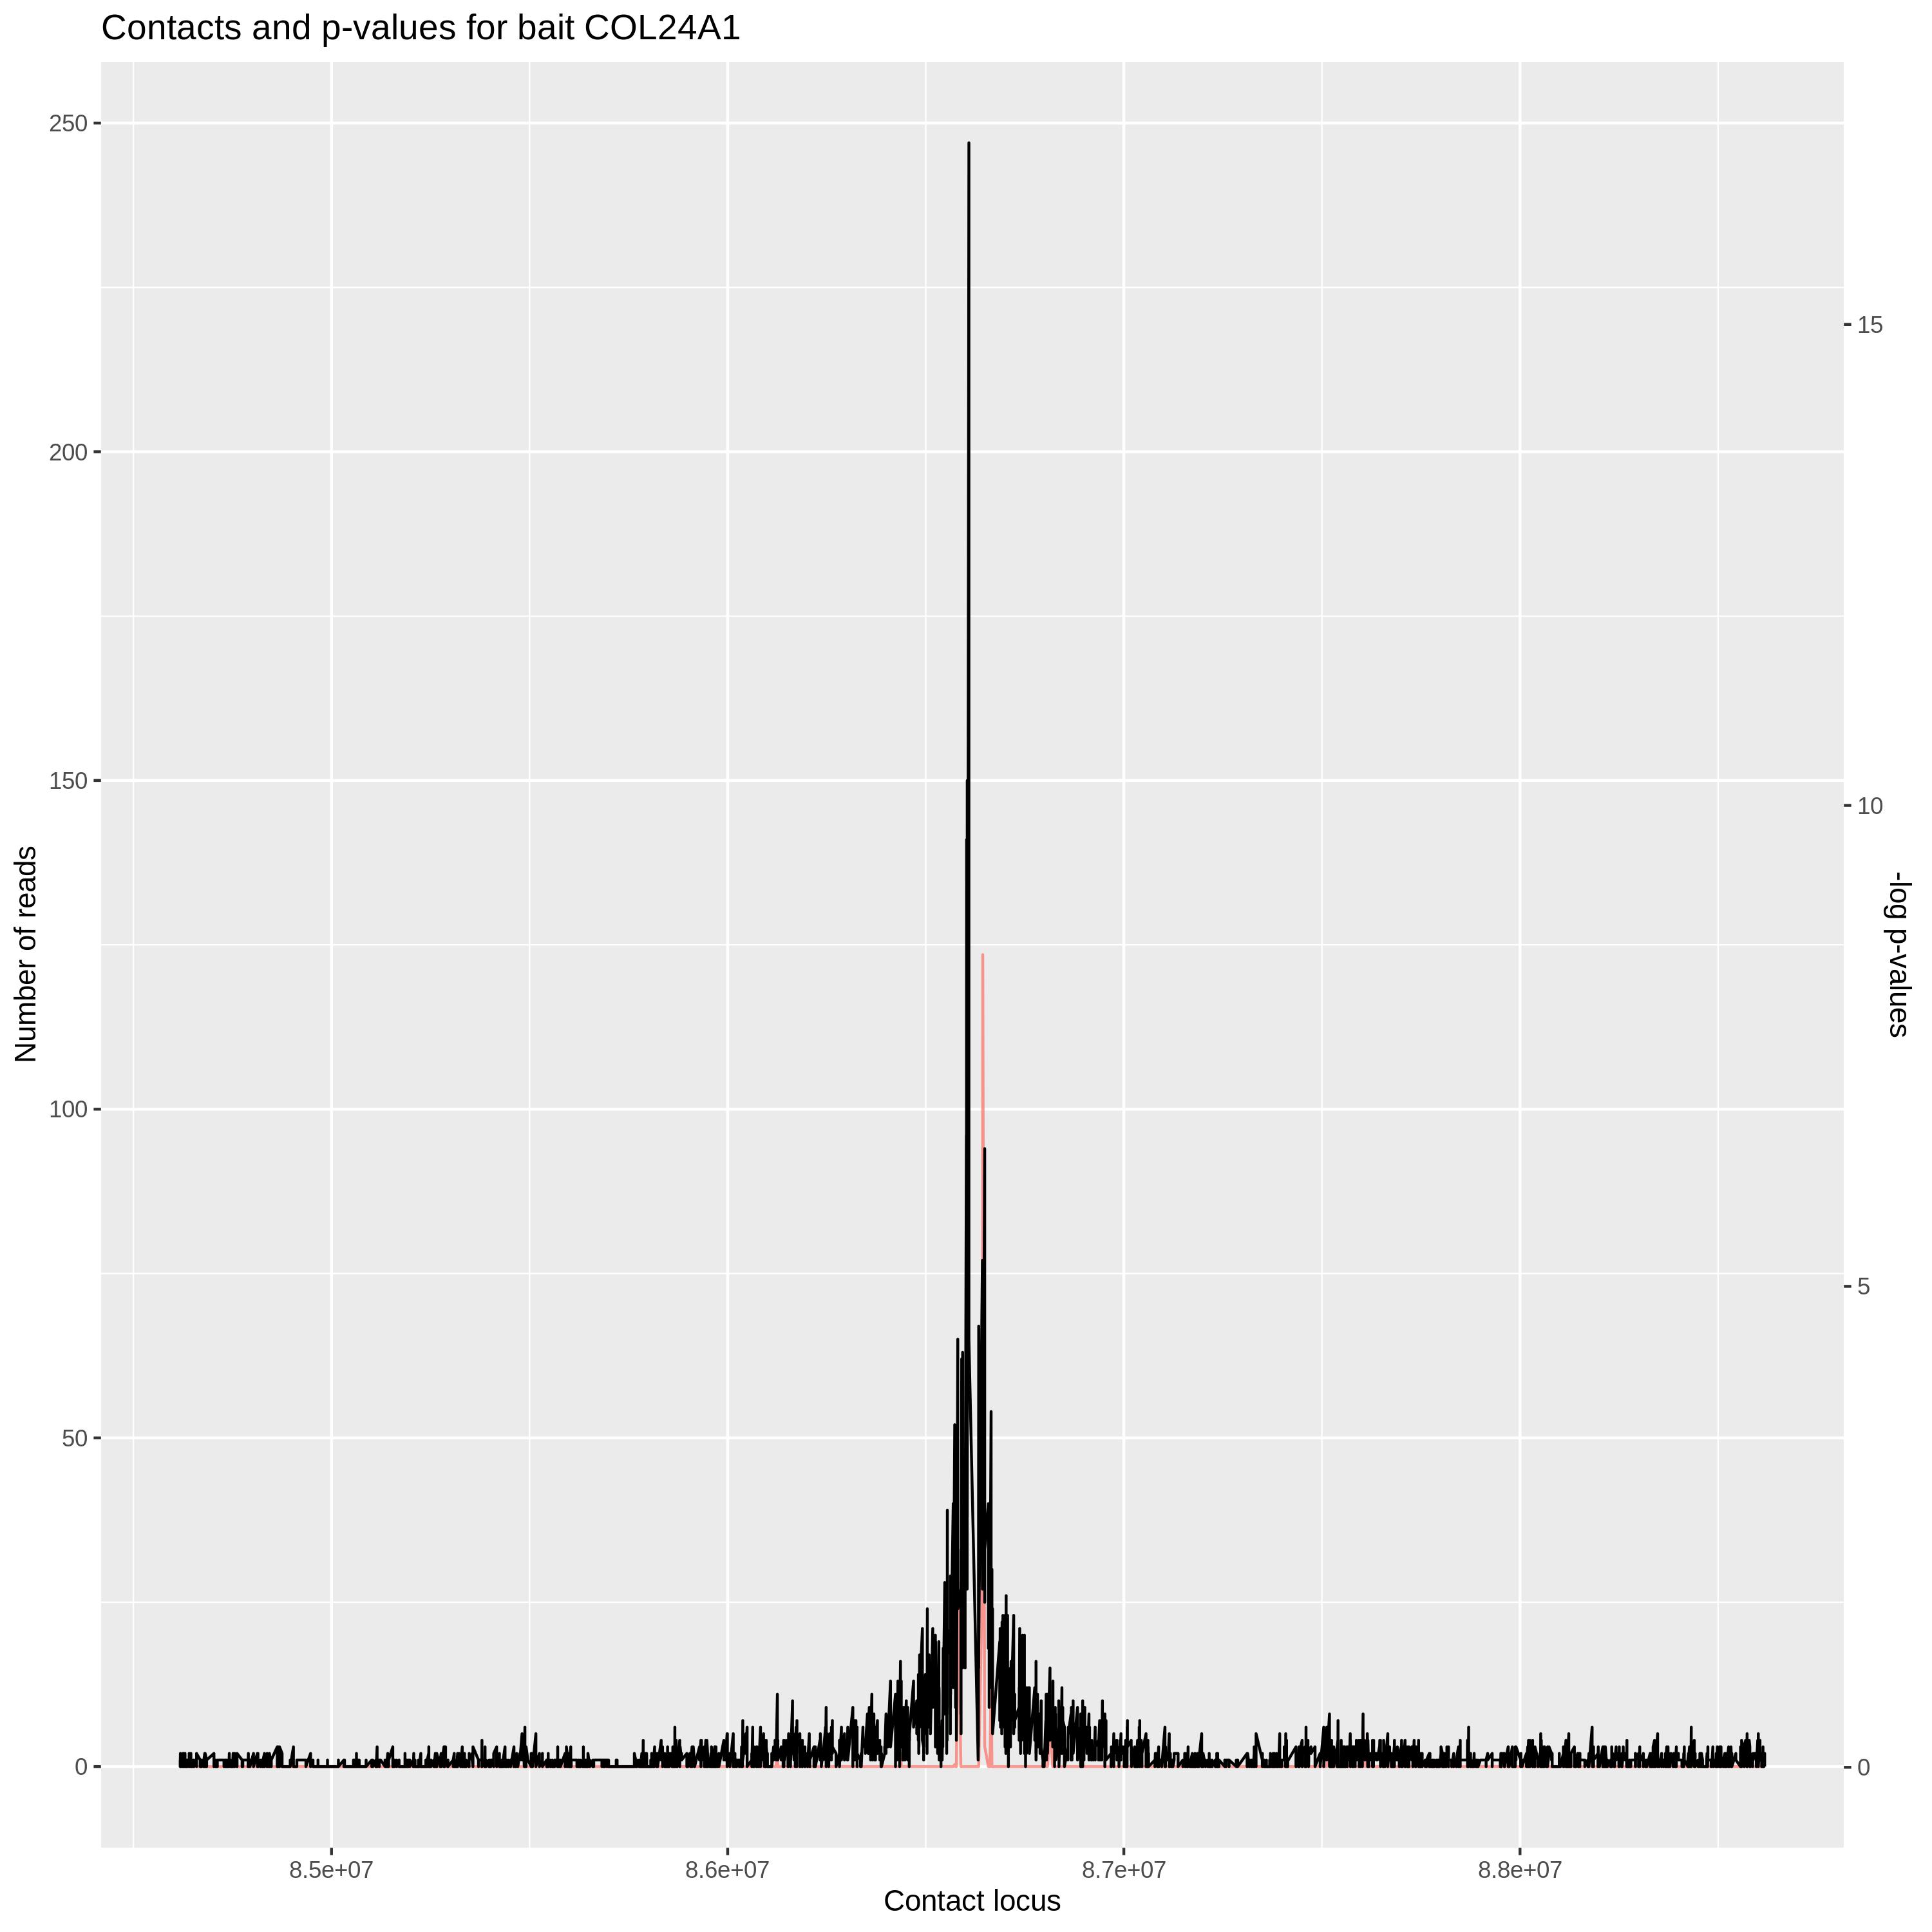 Contacts and p-values for bait COL24A1
250
200
150
100
50
0
Number of reads
15
10
5
0
-log p-values
8.5e+07
8.6e+07
8.7e+07
8.8e+07
Contact locus